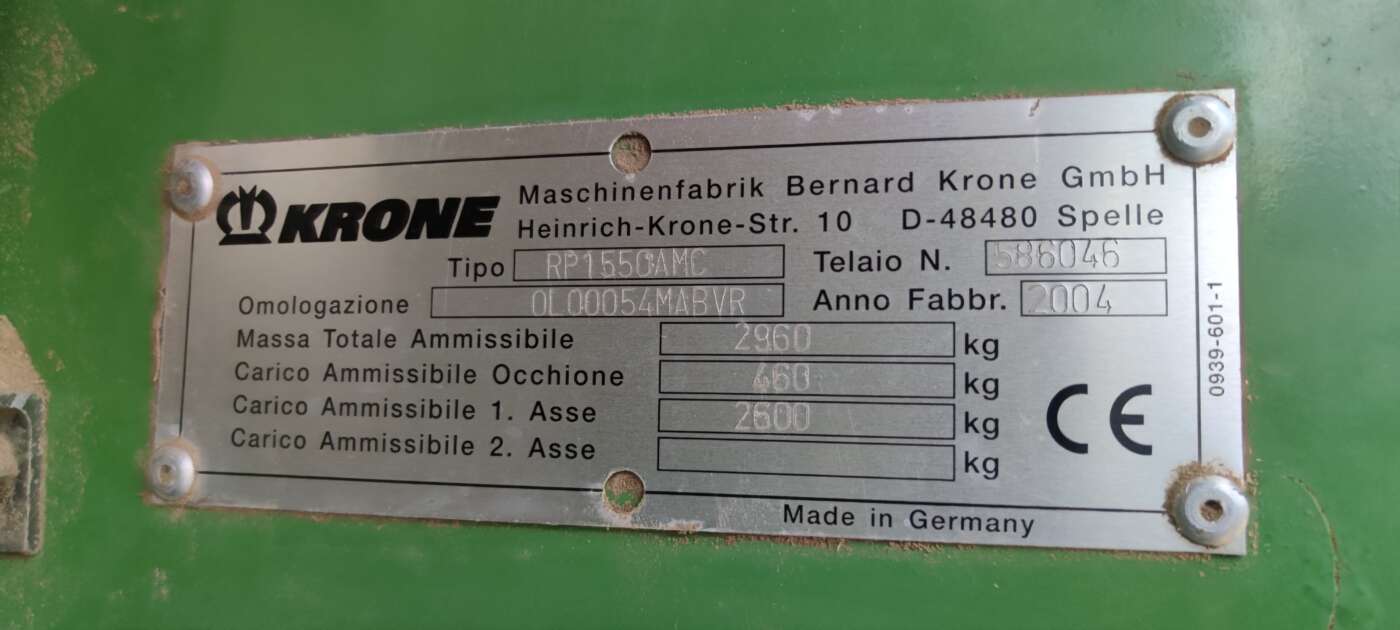 KRONE
Maschinenfabrik Bernard Krone GmbH
Heinrich-Krone-Str. 10 D-48480 Spelle
Tipo RP1550AMC Telaio N. 586046
Omologazione OL00054MABVR Anno Fabbr. 2004
Massa Totale Ammissibile 2960 kg
Carico Ammissibile Occhione 460 kg
Carico Ammissibile 1. Asse 2600 kg
Carico Ammissibile 2. Asse kg
CE
Made in Germany
0939-601-1